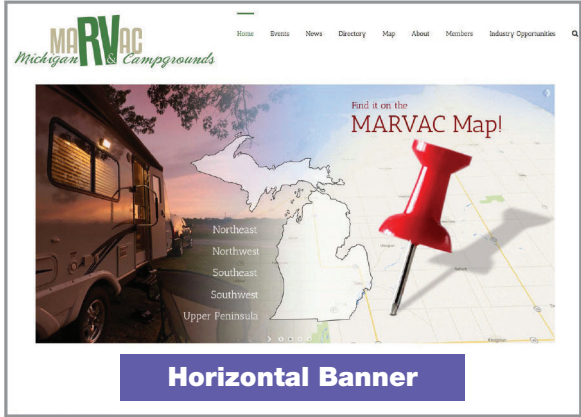 MARVAC
Michigan & Campgrounds
Home Events News Directory Map About Members Industry Opportunities
Find it on the
MARVAC Map!
Northeast
Northwest
Southeast
Southwest
Upper Peninsula
Horizontal Banner